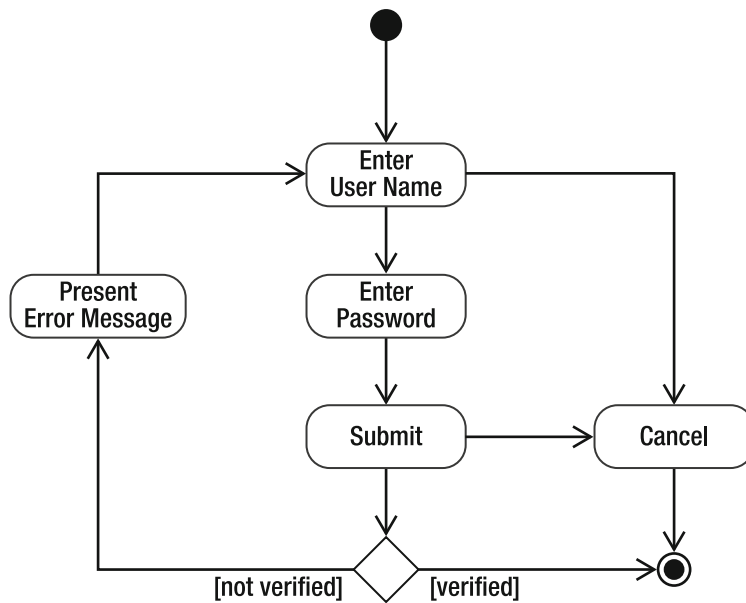 Enter
User Name
Present
Error Message
Enter
Password
Submit
Cancel
[not verified]
[verified]